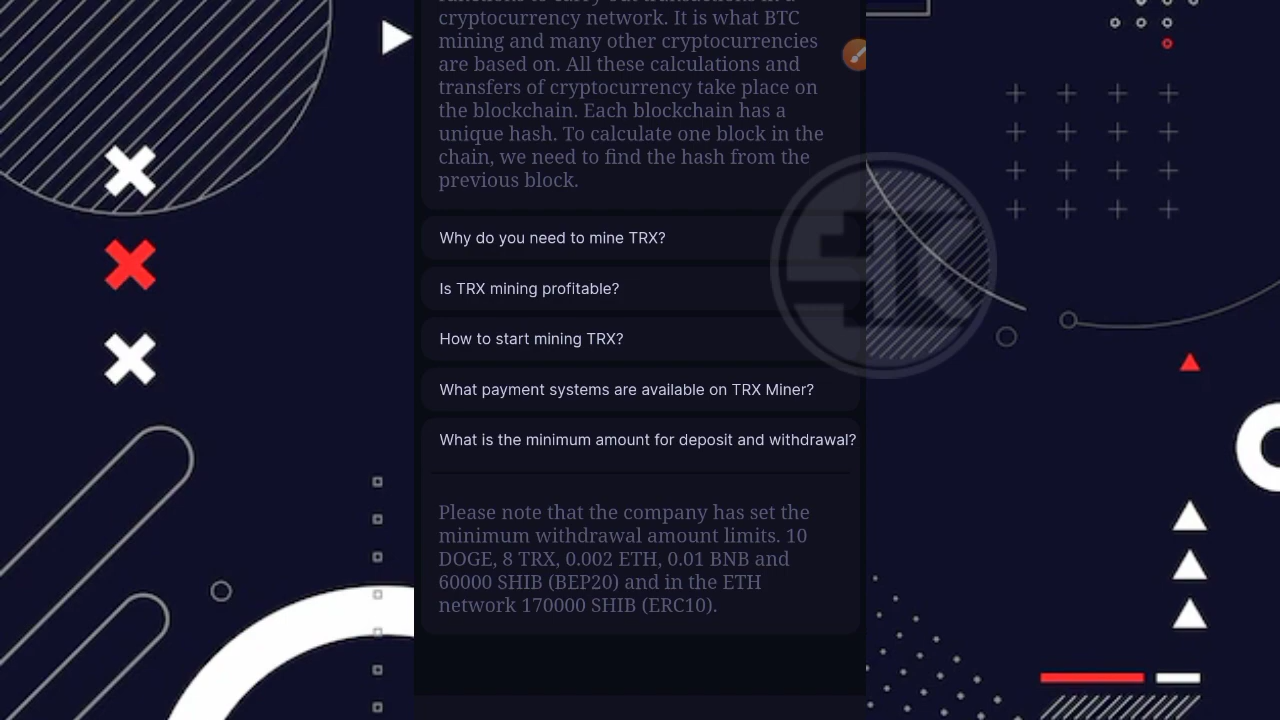 cryptocurrency network. It is what BTC
mining and many other cryptocurrencies
are based on. All these calculations and
transfers of cryptocurrency take place on
the blockchain. Each blockchain has a
unique hash. To calculate one block in the
chain, we need to find the hash from the
previous block.
Why do you need to mine TRX?
Is TRX mining profitable?
How to start mining TRX?
What payment systems are available on TRX Miner?
What is the minimum amount for deposit and withdrawal?
Please note that the company has set the
minimum withdrawal amount limits. 10
DOGE, 8 TRX, 0.002 ETH, 0.01 BNB and
60000 SHIB (BEP20) and in the ETH
network 170000 SHIB (ERC10).